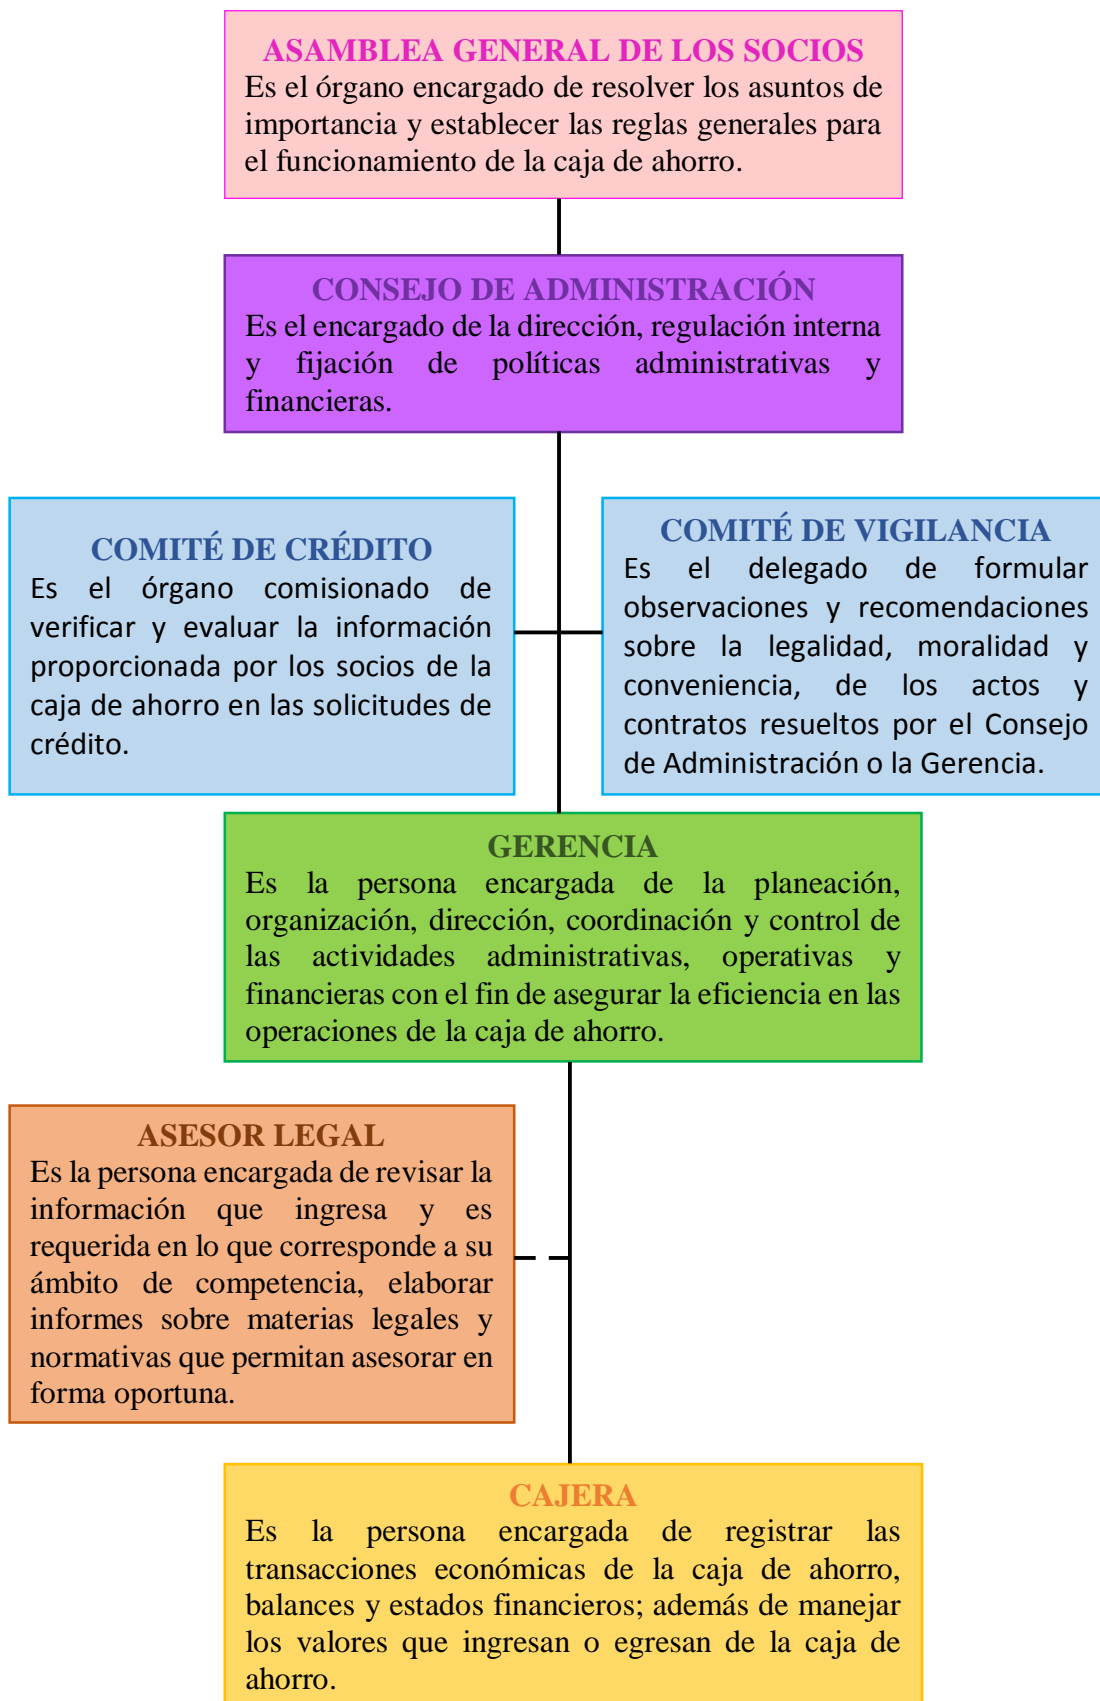 ASAMBLEA GENERAL DE LOS SOCIOS
Es el órgano encargado de resolver los asuntos de
importancia y establecer las reglas generales para
el funcionamiento de la caja de ahorro.
CONSEJO DE ADMINISTRACIÓN
Es el encargado de la dirección, regulación interna
y fijación de políticas administrativas y
financieras.
COMITÉ DE CRÉDITO
Es el órgano comisionado de
verificar y evaluar la información
proporcionada por los socios de la
caja de ahorro en las solicitudes de
crédito.
COMITÉ DE VIGILANCIA
Es el delegado de formular
observaciones y recomendaciones
sobre la legalidad, moralidad y
conveniencia, de los actos y
contratos resueltos por el Consejo
de Administración o la Gerencia.
GERENCIA
Es la persona encargada de la planeación,
organización, dirección, coordinación y control de
las actividades administrativas, operativas y
financieras con el fin de asegurar la eficiencia en las
operaciones de la caja de ahorro.
ASESOR LEGAL
Es la persona encargada de revisar la
información que ingresa y es
requerida en lo que corresponde a su
ámbito de competencia, elaborar
informes sobre materias legales y
normativas que permitan asesorar en
forma oportuna.
CAJERA
Es la persona encargada de registrar las
transacciones económicas de la caja de ahorro,
balances y estados financieros; además de manejar
los valores que ingresan o egresan de la caja de
ahorro.